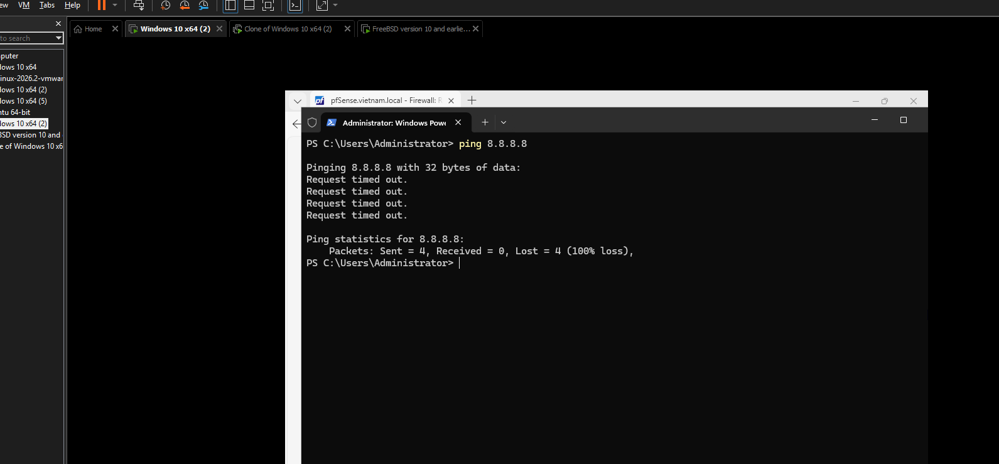 ew VM Tabs Help
Home
Windows 10 x64 (2)
Clone of Windows 10 x64 (2)
FreeBSD version 10 and earlie...
to search
puter
lows 10 x64
inux-2026.2-vmwar
lows 10 x64 (2)
lows 10 x64 (5)
ntu 64-bit
lows 10 x64 (2)
BSD version 10 and
e of Windows 10 x6
pfSense.vietnam.local - Firewall: R
Administrator: Windows Powe
PS C:\Users\Administrator> ping 8.8.8.8
Pinging 8.8.8.8 with 32 bytes of data:
Request timed out.
Request timed out.
Request timed out.
Request timed out.
Ping statistics for 8.8.8.8:
Packets: Sent = 4, Received = 0, Lost = 4 (100% loss),
PS C:\Users\Administrator>